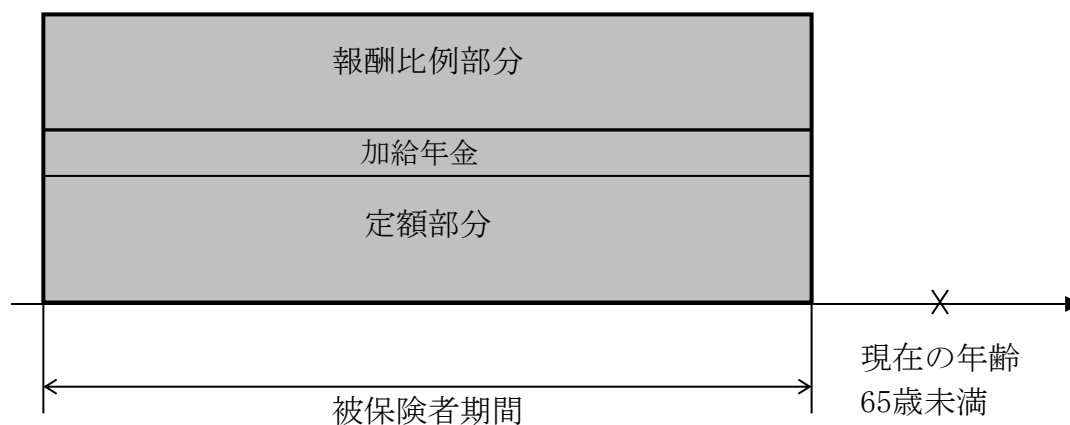 報酬比例部分
加給年金
定額部分
現在の年齢
65歳未満
被保険者期間